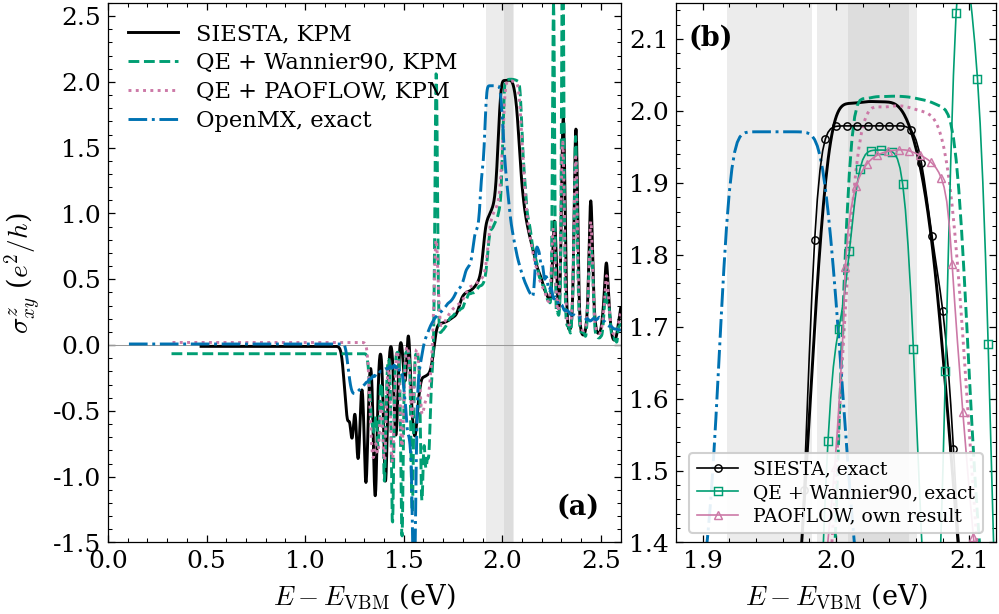 2.5
2.0
1.5
1.0
0.5
0.0
-0.5
-1.0
-1.5
σ^z_xy (e²/h)
SIESTA, KPM
QE + Wannier90, KPM
QE + PAOFLOW, KPM
OpenMX, exact
(a)
0.0 0.5 1.0 1.5 2.0 2.5
E − E_VBM (eV)
(b)
2.1
2.0
1.9
1.8
1.7
1.6
1.5
1.4
SIESTA, exact
QE + Wannier90, exact
PAOFLOW, own result
1.9 2.0 2.1
E − E_VBM (eV)